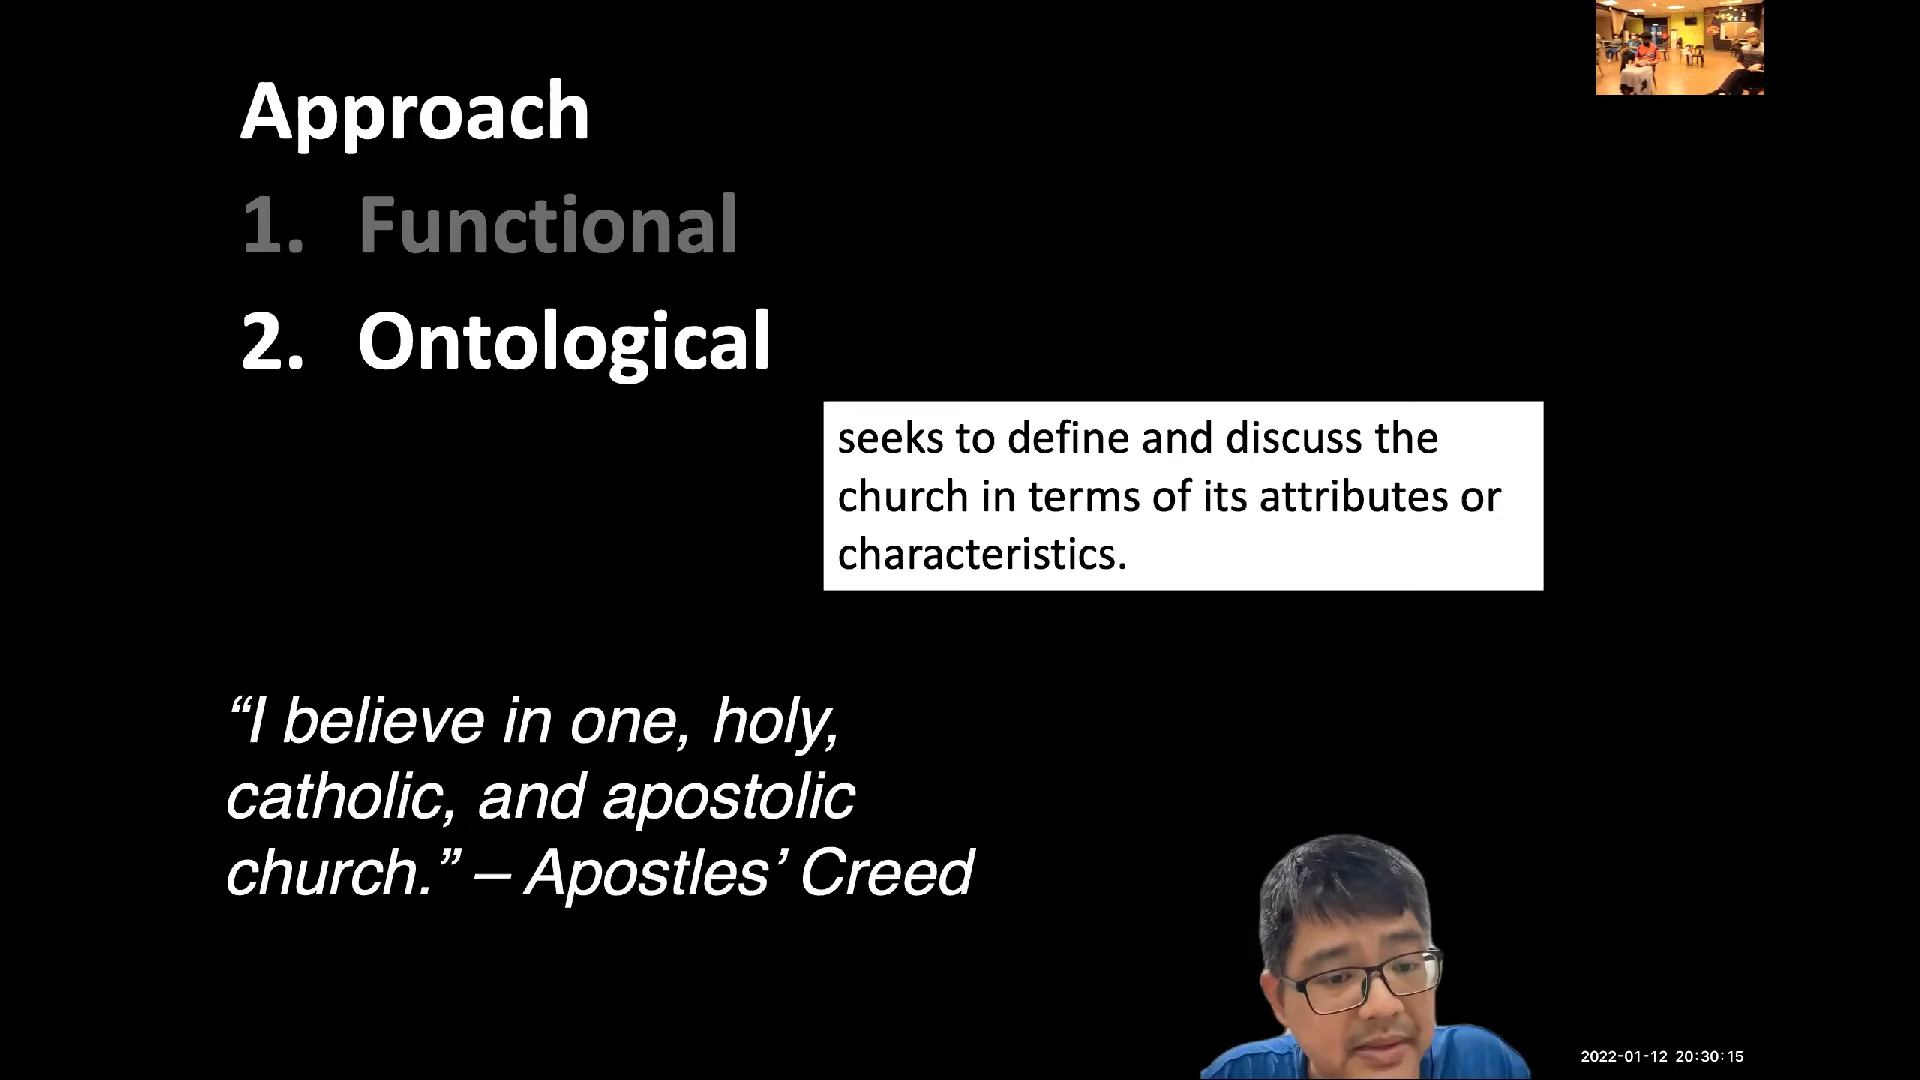 Approach
1. Functional
2. Ontological
seeks to define and discuss the
church in terms of its attributes or
characteristics.
“I believe in one, holy,
catholic, and apostolic
church.” – Apostles’ Creed
2022-01-12 20:30:15